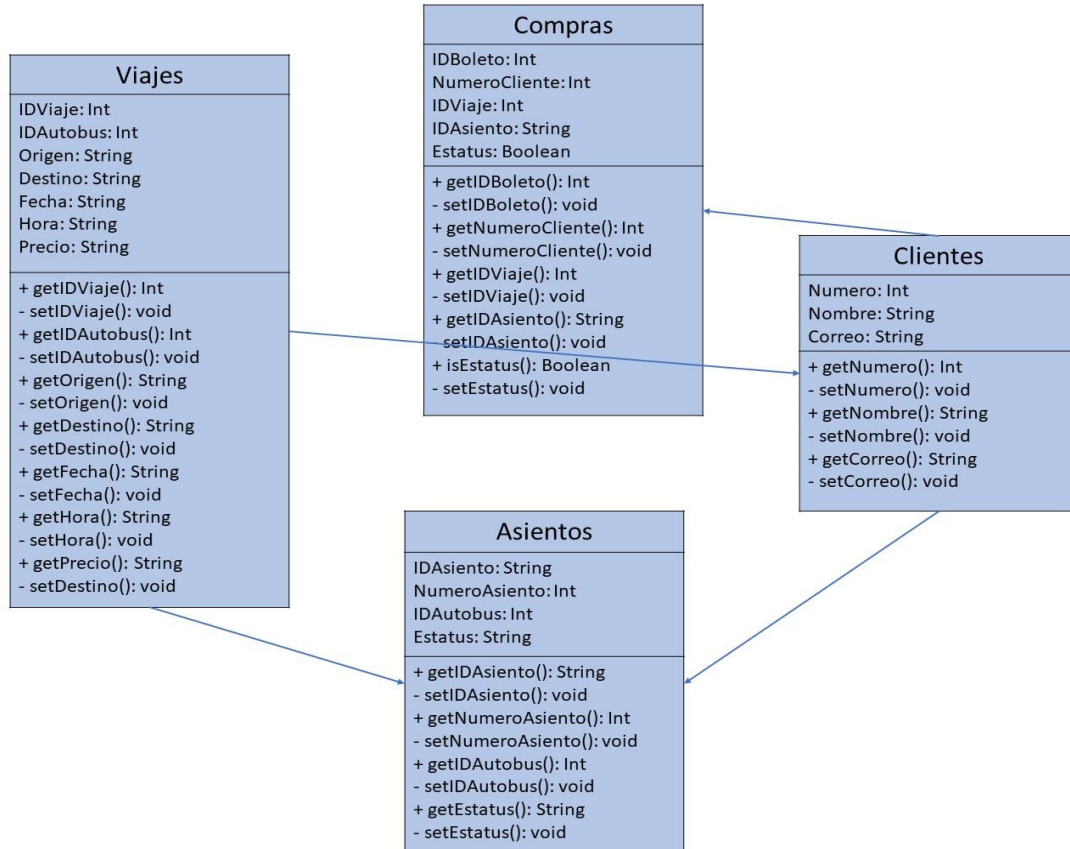 Viajes
IDViaje: Int
IDAutobus: Int
Origen: String
Destino: String
Fecha: String
Hora: String
Precio: String
+ getIDViaje(): Int
- setIDViaje(): void
+ getIDAutobus(): Int
- setIDAutobus(): void
+ getOrigen(): String
- setOrigen(): void
+ getDestino(): String
- setDestino(): void
+ getFecha(): String
- setFecha(): void
+ getHora(): String
- setHora(): void
+ getPrecio(): String
- setDestino(): void
Compras
IDBoleto: Int
NumeroCliente: Int
IDViaje: Int
IDAsiento: String
Estatus: Boolean
+ getIDBoleto(): Int
- setIDBoleto(): void
+ getNumeroCliente(): Int
- setNumeroCliente(): void
+ getIDViaje(): Int
- setIDViaje(): void
+ getIDAsiento(): String
- setIDAsiento(): void
+ isEstatus(): Boolean
- setEstatus(): void
Clientes
Numero: Int
Nombre: String
Correo: String
+ getNumero(): Int
- setNumero(): void
+ getNombre(): String
- setNombre(): void
+ getCorreo(): String
- setCorreo(): void
Asientos
IDAsiento: String
NumeroAsiento: Int
IDAutobus: Int
Estatus: String
+ getIDAsiento(): String
- setIDAsiento(): void
+ getNumeroAsiento(): Int
- setNumeroAsiento(): void
+ getIDAutobus(): Int
- setIDAutobus(): void
+ getEstatus(): String
- setEstatus(): void